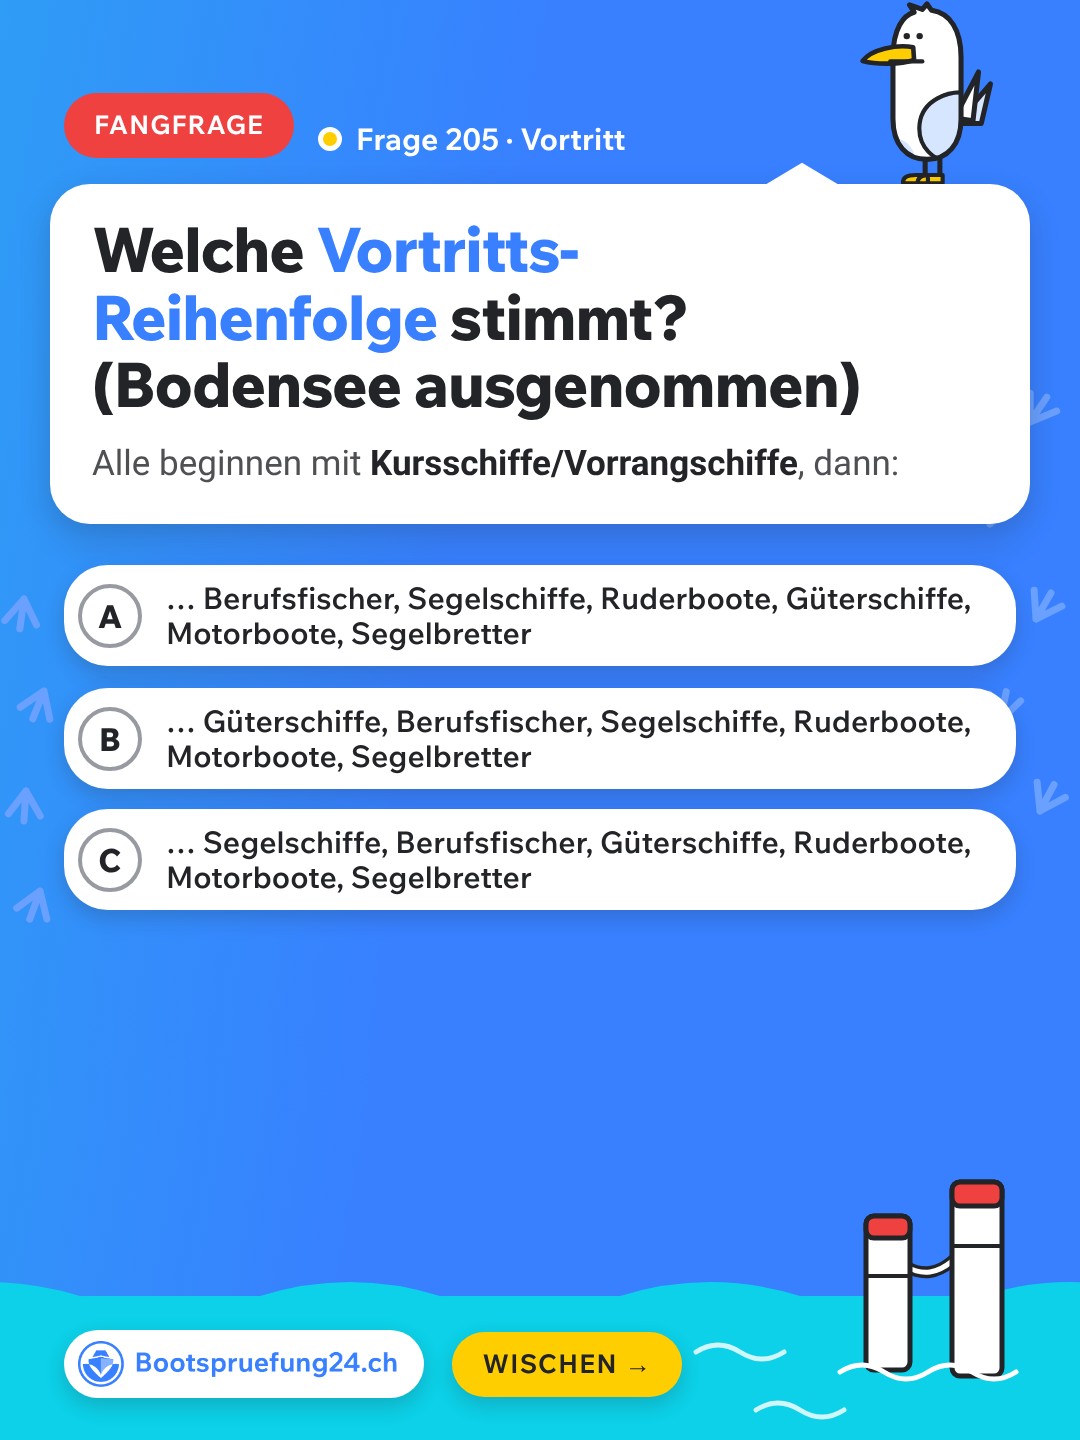 FANGFRAGE
Frage 205 · Vortritt
Welche Vortritts-
Reihenfolge stimmt?
(Bodensee ausgenommen)
Alle beginnen mit Kursschiffe/Vorrangschiffe, dann:
A
... Berufsfischer, Segelschiffe, Ruderboote, Güterschiffe,
Motorboote, Segelbretter
B
... Güterschiffe, Berufsfischer, Segelschiffe, Ruderboote,
Motorboote, Segelbretter
C
... Segelschiffe, Berufsfischer, Güterschiffe, Ruderboote,
Motorboote, Segelbretter
Bootspruefung24.ch
WISCHEN →